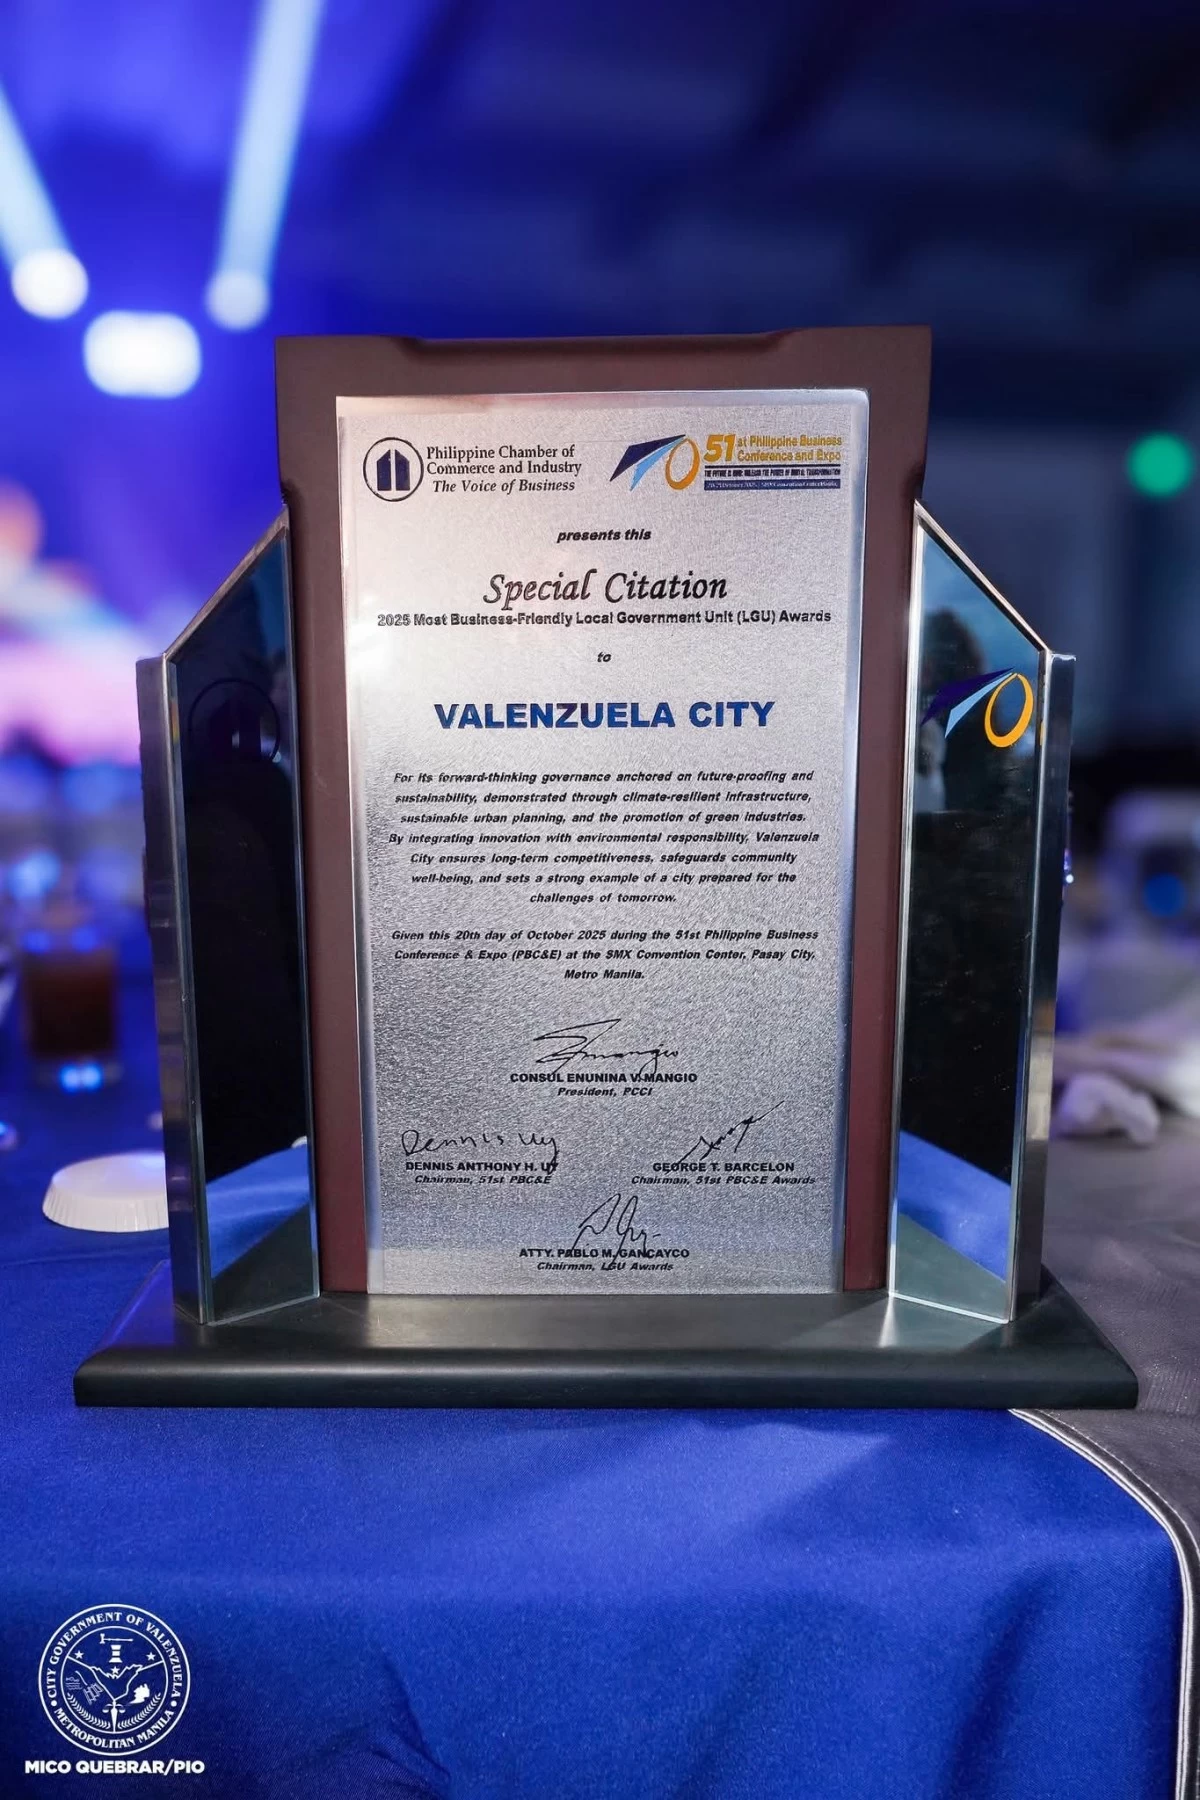 Philippine Chamber of
Commerce and Industry
The Voice of Business
51st Philippine Business
Conference and Expo
presents this
Special Citation
2025 Most Business-Friendly Local Government Unit (LGU) Awards
to
VALENZUELA CITY
For its forward-thinking governance anchored on future-proofing and
sustainability, demonstrated through climate-resilient infrastructure,
sustainable urban planning, and the promotion of green industries.
By integrating innovation with environmental responsibility, Valenzuela
City ensures long-term competitiveness, safeguards community
well-being, and sets a strong example of a city prepared for the
challenges of tomorrow.
Given this 20th day of October 2025 during the 51st Philippine Business
Conference & Expo (PBC&E) at the SMX Convention Center, Pasay City,
Metro Manila.
CONSUL ENUNINA V. MANGIO
President, PCCI
Dennis Uy
DENNIS ANTHONY H. UY
Chairman, 51st PBC&E
GEORGE T. BARCELON
Chairman, 51st PBC&E Awards
ATTY. PABLO M. GANCAYCO
Chairman, LGU Awards
CITY GOVERNMENT OF VALENZUELA
METROPOLITAN MANILA
MICO QUEBRAR/PIO